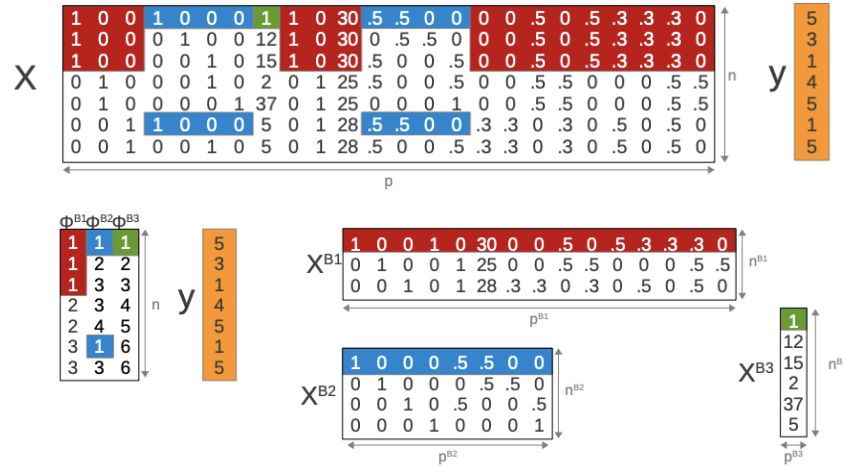 1 0 0 1 0 0 0 1 1 0 30 .5 .5 0 0 0 0 .5 0 .5 .3 .3 .3 0 5
1 0 0 0 1 0 0 12 1 0 30 0 .5 .5 0 0 0 .5 0 .5 .3 .3 .3 0 3
1 0 0 0 0 1 0 15 1 0 30 .5 0 0 .5 0 0 .5 0 .5 .3 .3 .3 0 1
X 0 1 0 0 0 1 0 2 0 1 25 .5 0 0 .5 0 0 .5 .5 0 0 0 .5 .5 n y 4
0 1 0 0 0 0 1 37 0 1 25 0 0 0 1 0 0 .5 .5 0 0 0 .5 .5 5
0 0 1 1 0 0 0 5 0 1 28 .5 .5 0 0 .3 .3 0 .3 0 .5 0 .5 0 1
0 0 1 0 0 1 0 5 0 1 28 .5 0 0 .5 .3 .3 0 .3 0 .5 0 .5 0 5
p
Φᴮ¹ Φᴮ² Φᴮ³
1 1 1 5
1 2 2 3
1 3 3 1
2 3 4 n y 4
2 4 5 5
3 1 6 1
3 3 6 5
1 0 0 1 0 30 0 0 .5 0 .5 .3 .3 .3 0
Xᴮ¹ 0 1 0 0 1 25 0 0 .5 .5 0 0 0 .5 .5 nᴮ¹
0 0 1 0 1 28 .3 .3 0 .3 0 .5 0 .5 0
pᴮ¹
1 0 0 0 .5 .5 0 0
0 1 0 0 0 .5 .5 0
Xᴮ² 0 0 1 0 .5 0 0 .5 nᴮ²
0 0 0 1 0 0 0 1
pᴮ²
1
12
15
Xᴮ³ 2 nᴮ
37
5
pᴮ³